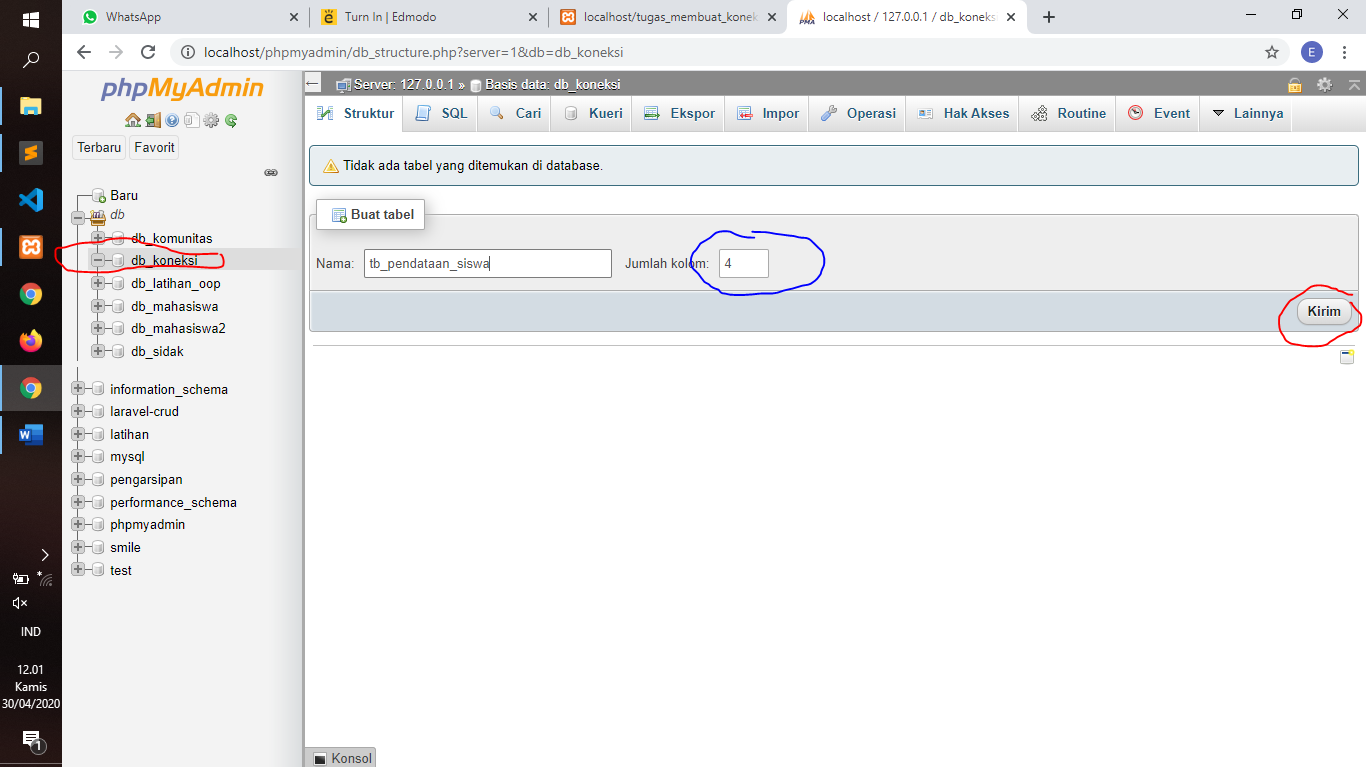 WhatsApp
Turn In | Edmodo
localhost/tugas_membuat_konek
localhost / 127.0.0.1 / db_koneks
localhost/phpmyadmin/db_structure.php?server=1&db=db_koneksi
E
phpMyAdmin
Terbaru Favorit
Baru
db
db_komunitas
db_koneksi
db_latihan_oop
db_mahasiswa
db_mahasiswa2
db_sidak
information_schema
laravel-crud
latihan
mysql
pengarsipan
performance_schema
phpmyadmin
smile
test
Server: 127.0.0.1 » Basis data: db_koneksi
Struktur SQL Cari Kueri Ekspor Impor Operasi Hak Akses Routine Event Lainnya
Tidak ada tabel yang ditemukan di database.
Buat tabel
Nama: tb_pendataan_siswa Jumlah kolom: 4
Kirim
Konsol
IND
12.01
Kamis
30/04/2020
1